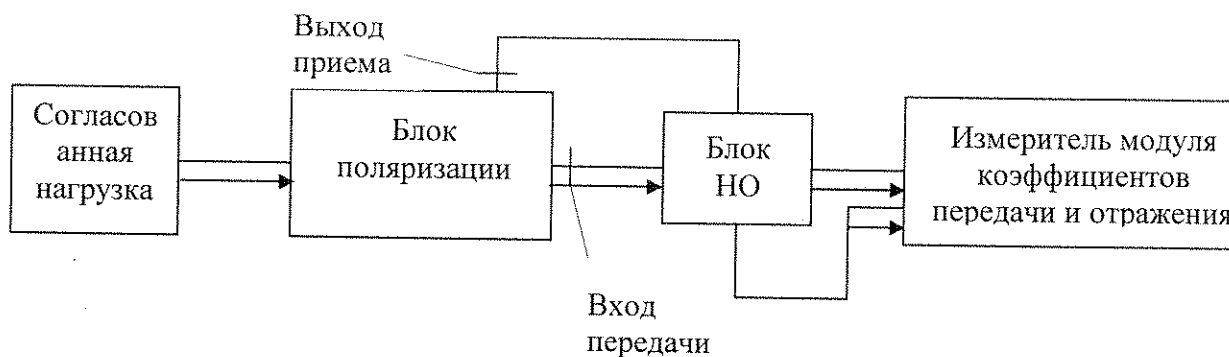 Выход
приема
Согласов
анная
нагрузка
Блок
поляризации
Блок
НО
Измеритель модуля
коэффициентов
передачи и отражения
Вход
передачи